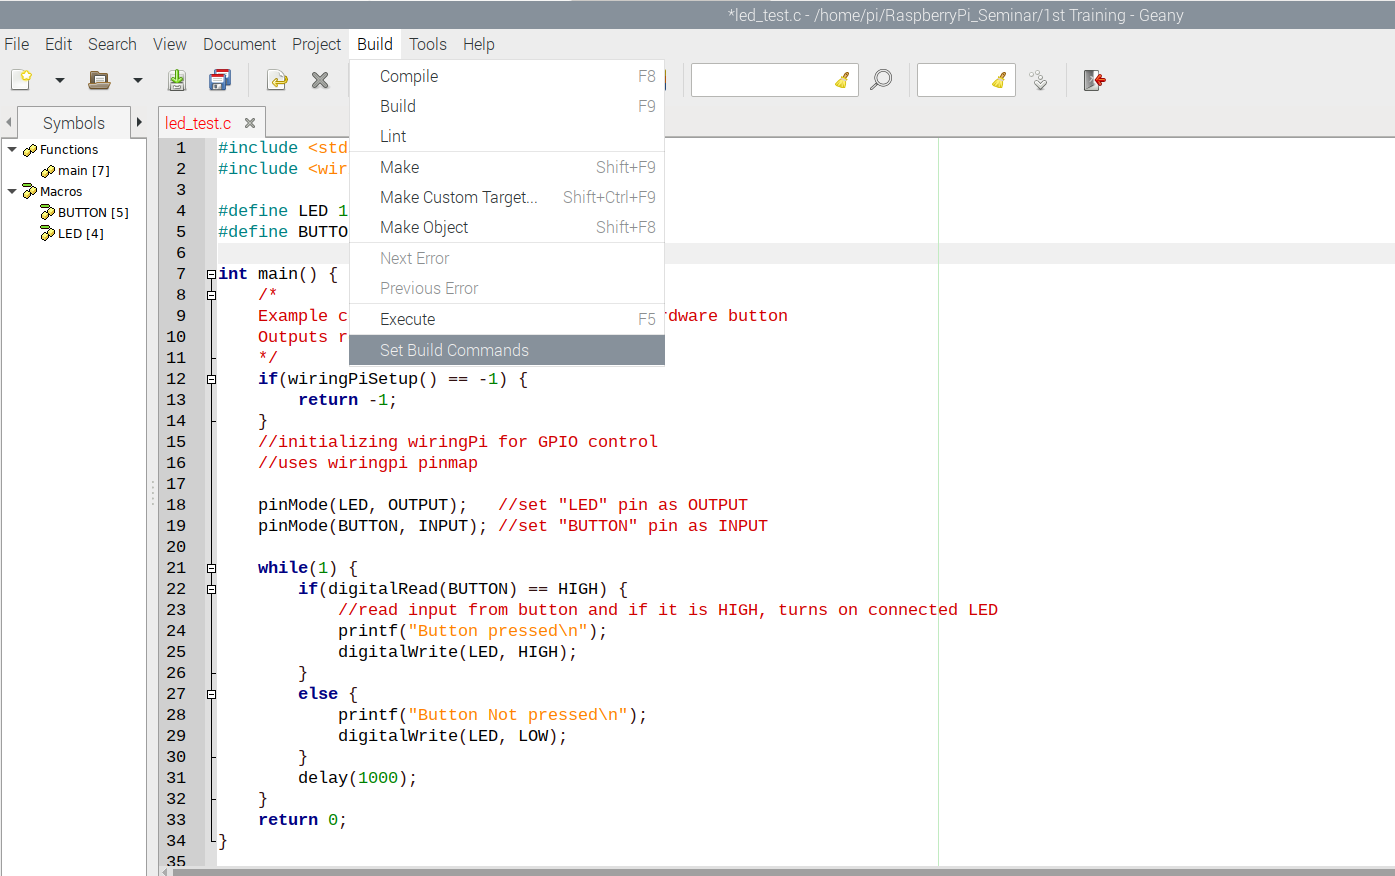 *led_test.c - /home/pi/RaspberryPi_Seminar/1st Training - Geany
File Edit Search View Document Project Build Tools Help
Compile F8
Build F9
Lint
Make Shift+F9
Make Custom Target... Shift+Ctrl+F9
Make Object Shift+F8
Next Error
Previous Error
Execute F5
Set Build Commands
Symbols
Functions
main [7]
Macros
BUTTON [5]
LED [4]
led_test.c
1 #include <std
2 #include <wir
3
4 #define LED 1
5 #define BUTTO
6
7 int main() {
8 /*
9 Example c rdware button
10 Outputs r
11 */
12 if(wiringPiSetup() == -1) {
13 return -1;
14 }
15 //initializing wiringPi for GPIO control
16 //uses wiringpi pinmap
17
18 pinMode(LED, OUTPUT); //set "LED" pin as OUTPUT
19 pinMode(BUTTON, INPUT); //set "BUTTON" pin as INPUT
20
21 while(1) {
22 if(digitalRead(BUTTON) == HIGH) {
23 //read input from button and if it is HIGH, turns on connected LED
24 printf("Button pressed\n");
25 digitalWrite(LED, HIGH);
26 }
27 else {
28 printf("Button Not pressed\n");
29 digitalWrite(LED, LOW);
30 }
31 delay(1000);
32 }
33 return 0;
34 }
35